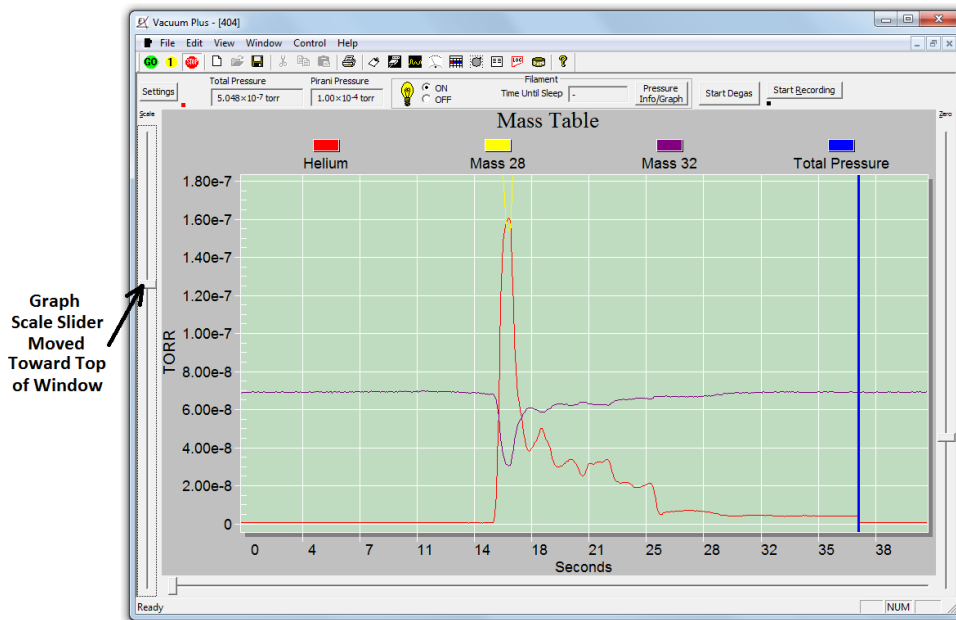 Vacuum Plus - [404]
File Edit View Window Control Help
GO 1 STOP LOG ?
Settings
Total Pressure
5.048×10-⁷ torr
Pirani Pressure
1.00×10-⁴ torr
ON
OFF
Filament
Time Until Sleep -
Pressure
Info/Graph
Start Degas
Start Recording
Scale
Zero
Mass Table
Helium Mass 28 Mass 32 Total Pressure
1.80e-7
1.60e-7
1.40e-7
1.20e-7
1.00e-7
8.00e-8
6.00e-8
4.00e-8
2.00e-8
0
TORR
0 4 7 11 14 18 21 25 28 32 35 38
Seconds
Graph
Scale Slider
Moved
Toward Top
of Window
Ready
NUM